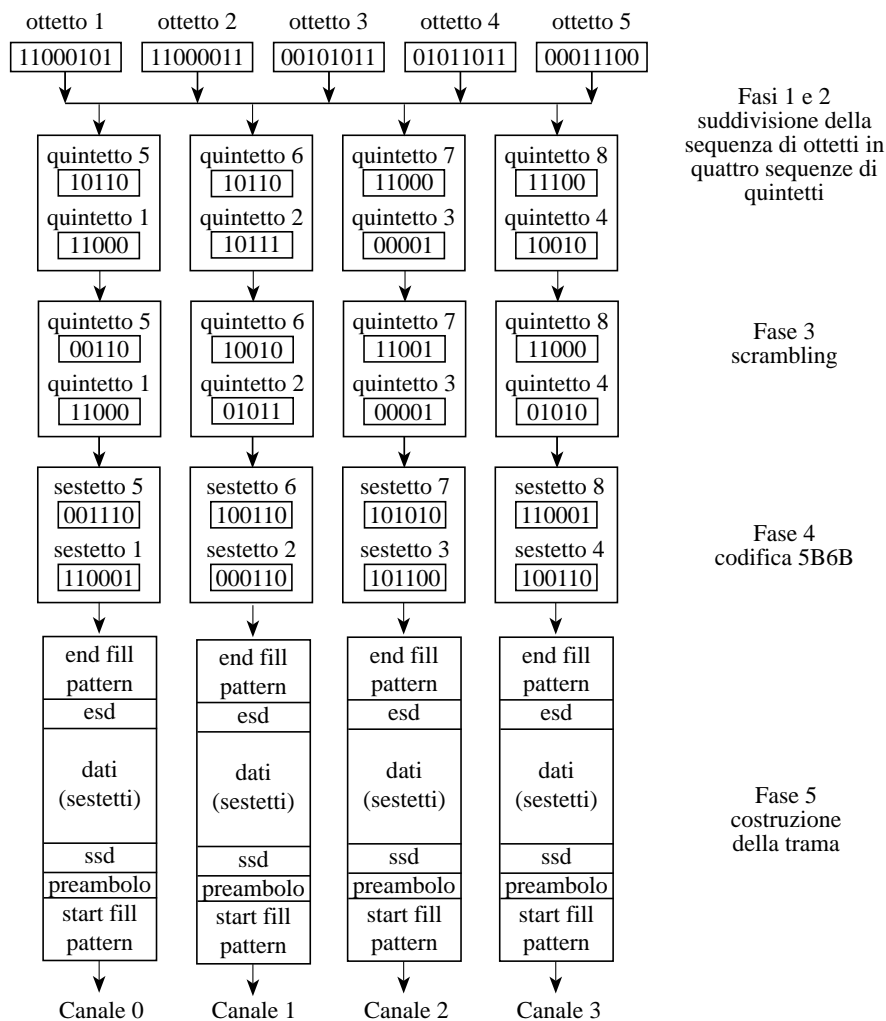 ottetto 1 ottetto 2 ottetto 3 ottetto 4 ottetto 5
11000101 11000011 00101011 01011011 00011100
Fasi 1 e 2
suddivisione della
sequenza di ottetti in
quattro sequenze di
quintetti
quintetto 5 quintetto 6 quintetto 7 quintetto 8
10110 10110 11000 11100
quintetto 1 quintetto 2 quintetto 3 quintetto 4
11000 10111 00001 10010
Fase 3
scrambling
quintetto 5 quintetto 6 quintetto 7 quintetto 8
00110 10010 11001 11000
quintetto 1 quintetto 2 quintetto 3 quintetto 4
11000 01011 00001 01010
Fase 4
codifica 5B6B
sestetto 5 sestetto 6 sestetto 7 sestetto 8
001110 100110 101010 110001
sestetto 1 sestetto 2 sestetto 3 sestetto 4
110001 000110 101100 100110
end fill end fill end fill end fill
pattern pattern pattern pattern
esd esd esd esd
dati dati dati dati
(sestetti) (sestetti) (sestetti) (sestetti)
Fase 5
costruzione
della trama
ssd ssd ssd ssd
preambolo preambolo preambolo preambolo
start fill start fill start fill start fill
pattern pattern pattern pattern
Canale 0 Canale 1 Canale 2 Canale 3